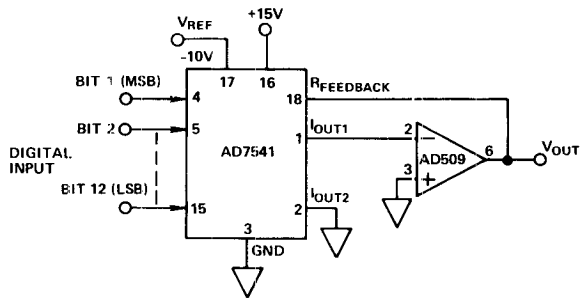 +15V
VREF
-10V
17
16
RFEEDBACK
BIT 1 (MSB)
4
18
BIT 2
5
AD7541
IOUT1
1
2
6
AD509
VOUT
DIGITAL
INPUT
3
BIT 12 (LSB)
15
IOUT2
2
3
GND